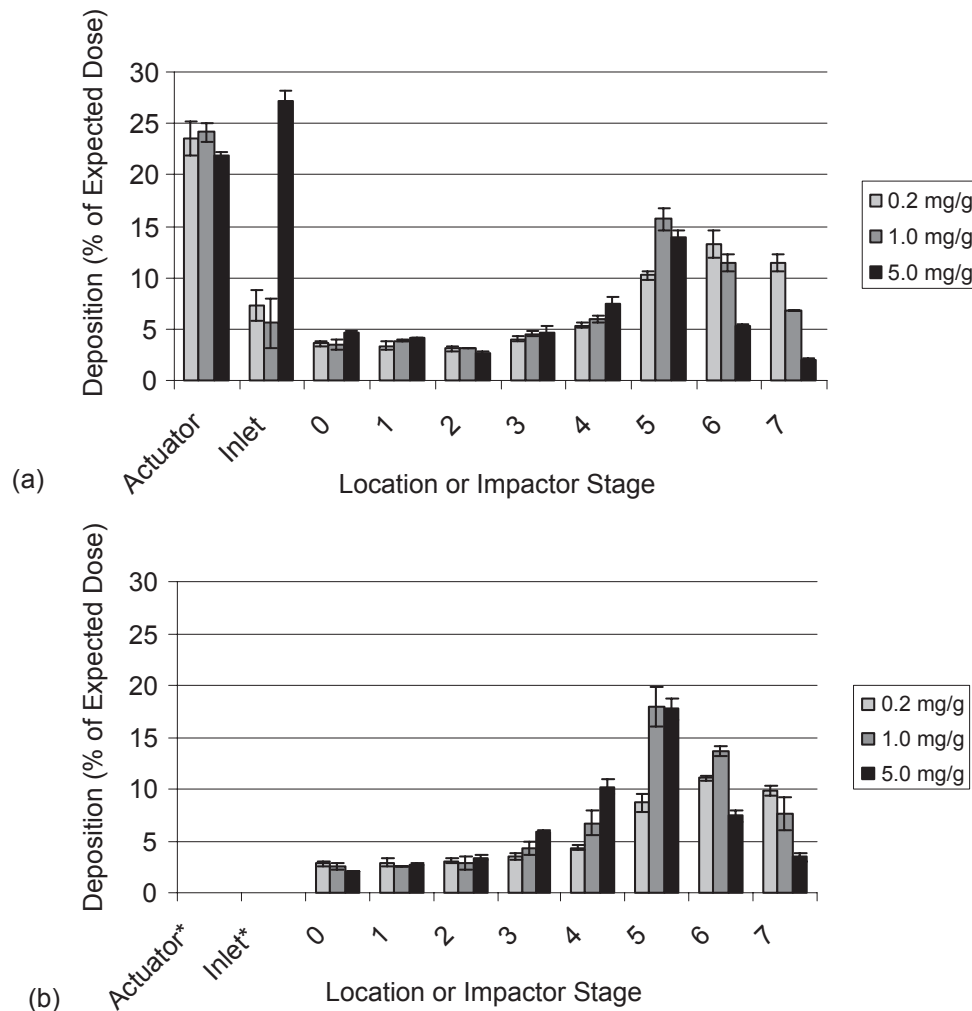 Deposition (% of Expected Dose)
30
25
20
15
10
5
0
Actuator
Inlet
0
1
2
3
4
5
6
7
Location or Impactor Stage
0.2 mg/g
1.0 mg/g
5.0 mg/g
(a)
Deposition (% of Expected Dose)
30
25
20
15
10
5
0
Actuator*
Inlet*
0
1
2
3
4
5
6
7
Location or Impactor Stage
0.2 mg/g
1.0 mg/g
5.0 mg/g
(b)